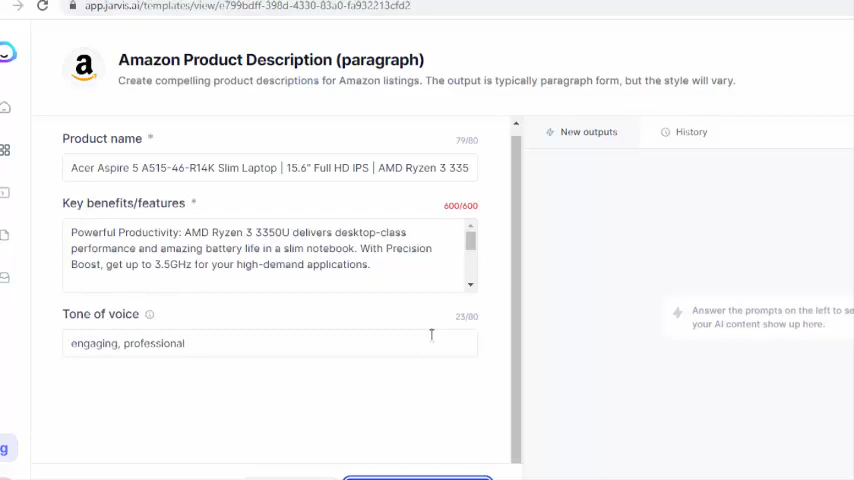 app.jarvis.ai/templates/view/e799bdff-398d-4330-83a0-fa932213cfd2
a
Amazon Product Description (paragraph)
Create compelling product descriptions for Amazon listings. The output is typically paragraph form, but the style will vary.
Product name *
79/80
Acer Aspire 5 A515-46-R14K Slim Laptop | 15.6" Full HD IPS | AMD Ryzen 3 335
Key benefits/features *
600/600
Powerful Productivity: AMD Ryzen 3 3350U delivers desktop-class
performance and amazing battery life in a slim notebook. With Precision
Boost, get up to 3.5GHz for your high-demand applications.
Tone of voice
23/80
engaging, professional
New outputs
History
Answer the prompts on the left to se
your AI content show up here.
g